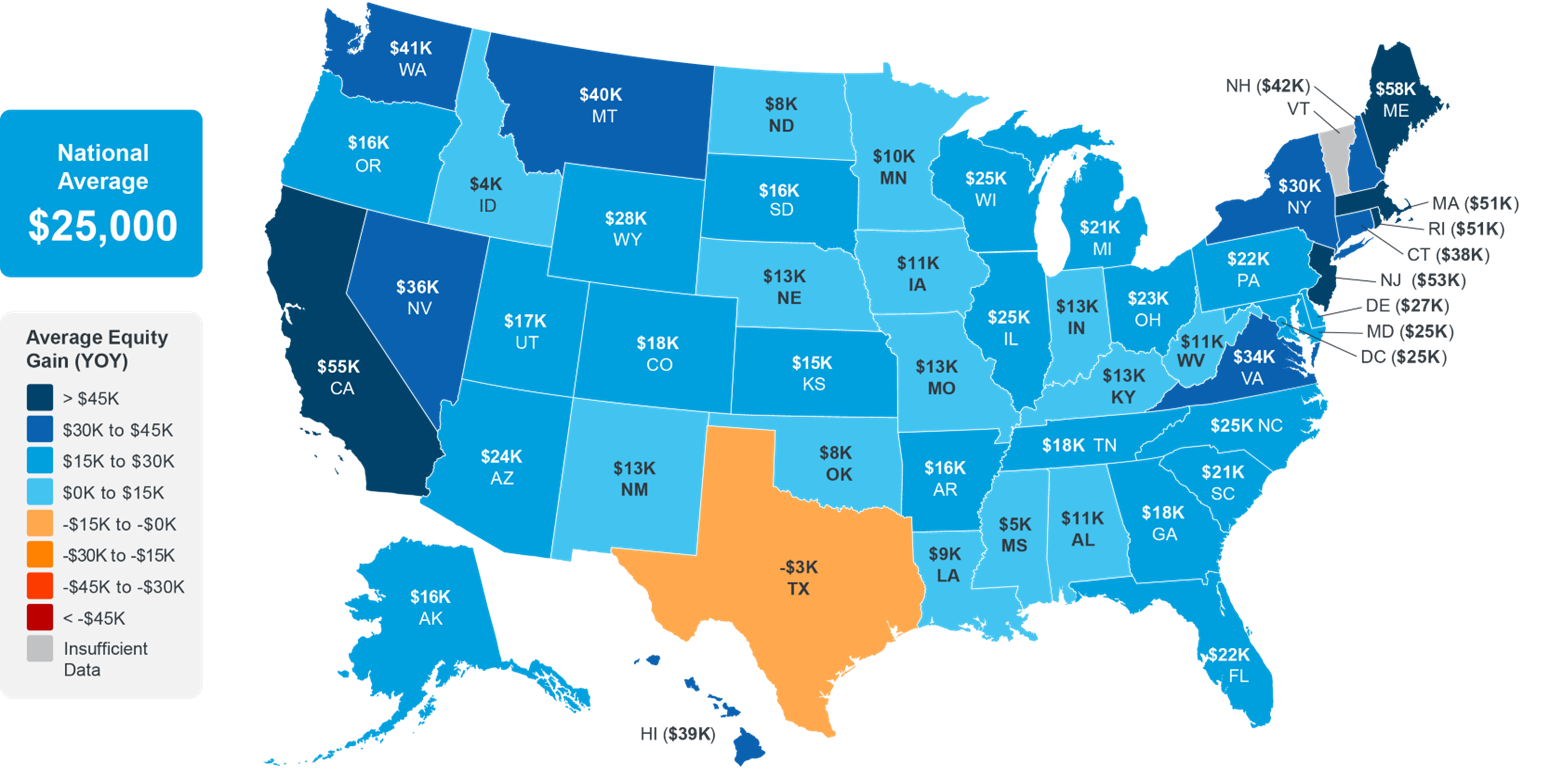 National
Average
$25,000
Average Equity
Gain (YOY)
> $45K
$30K to $45K
$15K to $30K
$0K to $15K
-$15K to -$0K
-$30K to -$15K
-$45K to -$30K
< -$45K
Insufficient
Data
$41K
WA
$16K
OR
$4K
ID
$40K
MT
$8K
ND
$10K
MN
$16K
SD
$28K
WY
$25K
WI
$21K
MI
$30K
NY
NH ($42K)
VT
$58K
ME
MA ($51K)
RI ($51K)
CT ($38K)
NJ ($53K)
DE ($27K)
MD ($25K)
DC ($25K)
$55K
CA
$36K
NV
$17K
UT
$18K
CO
$13K
NE
$11K
IA
$15K
KS
$13K
MO
$25K
IL
$13K
IN
$23K
OH
$22K
PA
$11K
WV
$34K
VA
$13K
KY
$18K TN
$25K NC
$21K
SC
$24K
AZ
$13K
NM
$8K
OK
$16K
AR
$5K
MS
$11K
AL
$18K
GA
$9K
LA
-$3K
TX
$22K
FL
$16K
AK
HI ($39K)